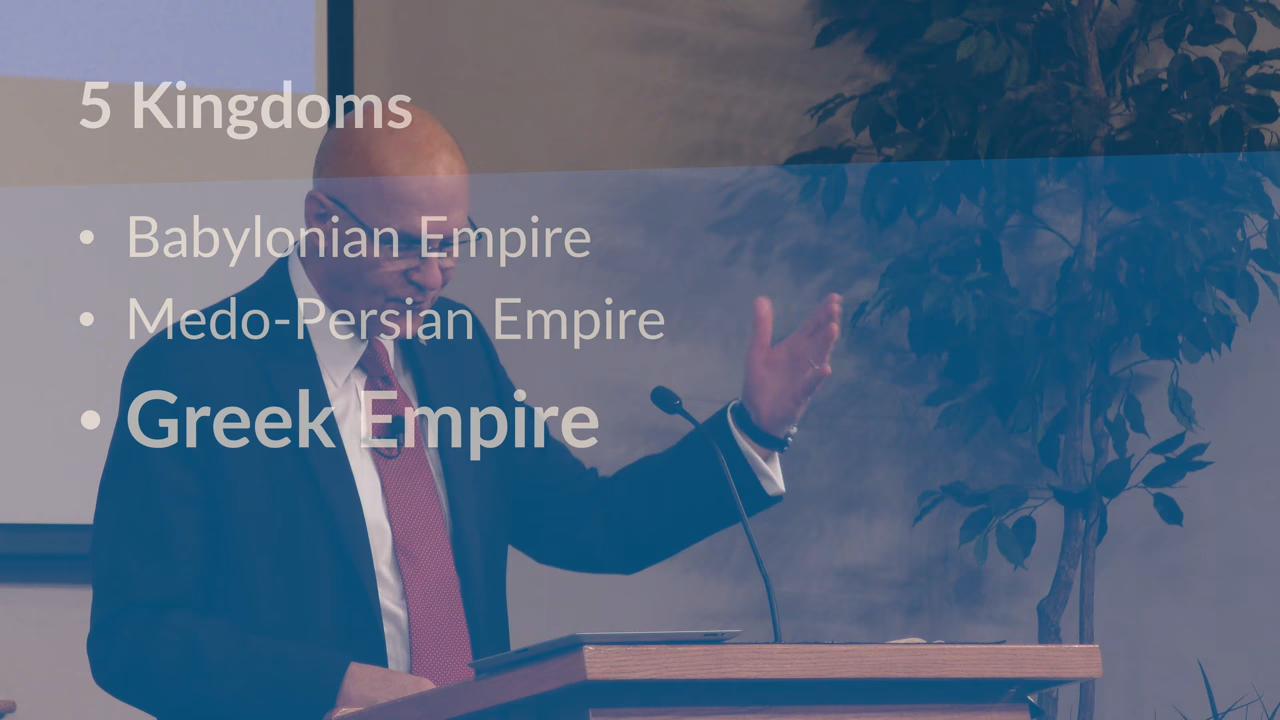 5 Kingdoms
• Babylonian Empire
• Medo-Persian Empire
• Greek Empire